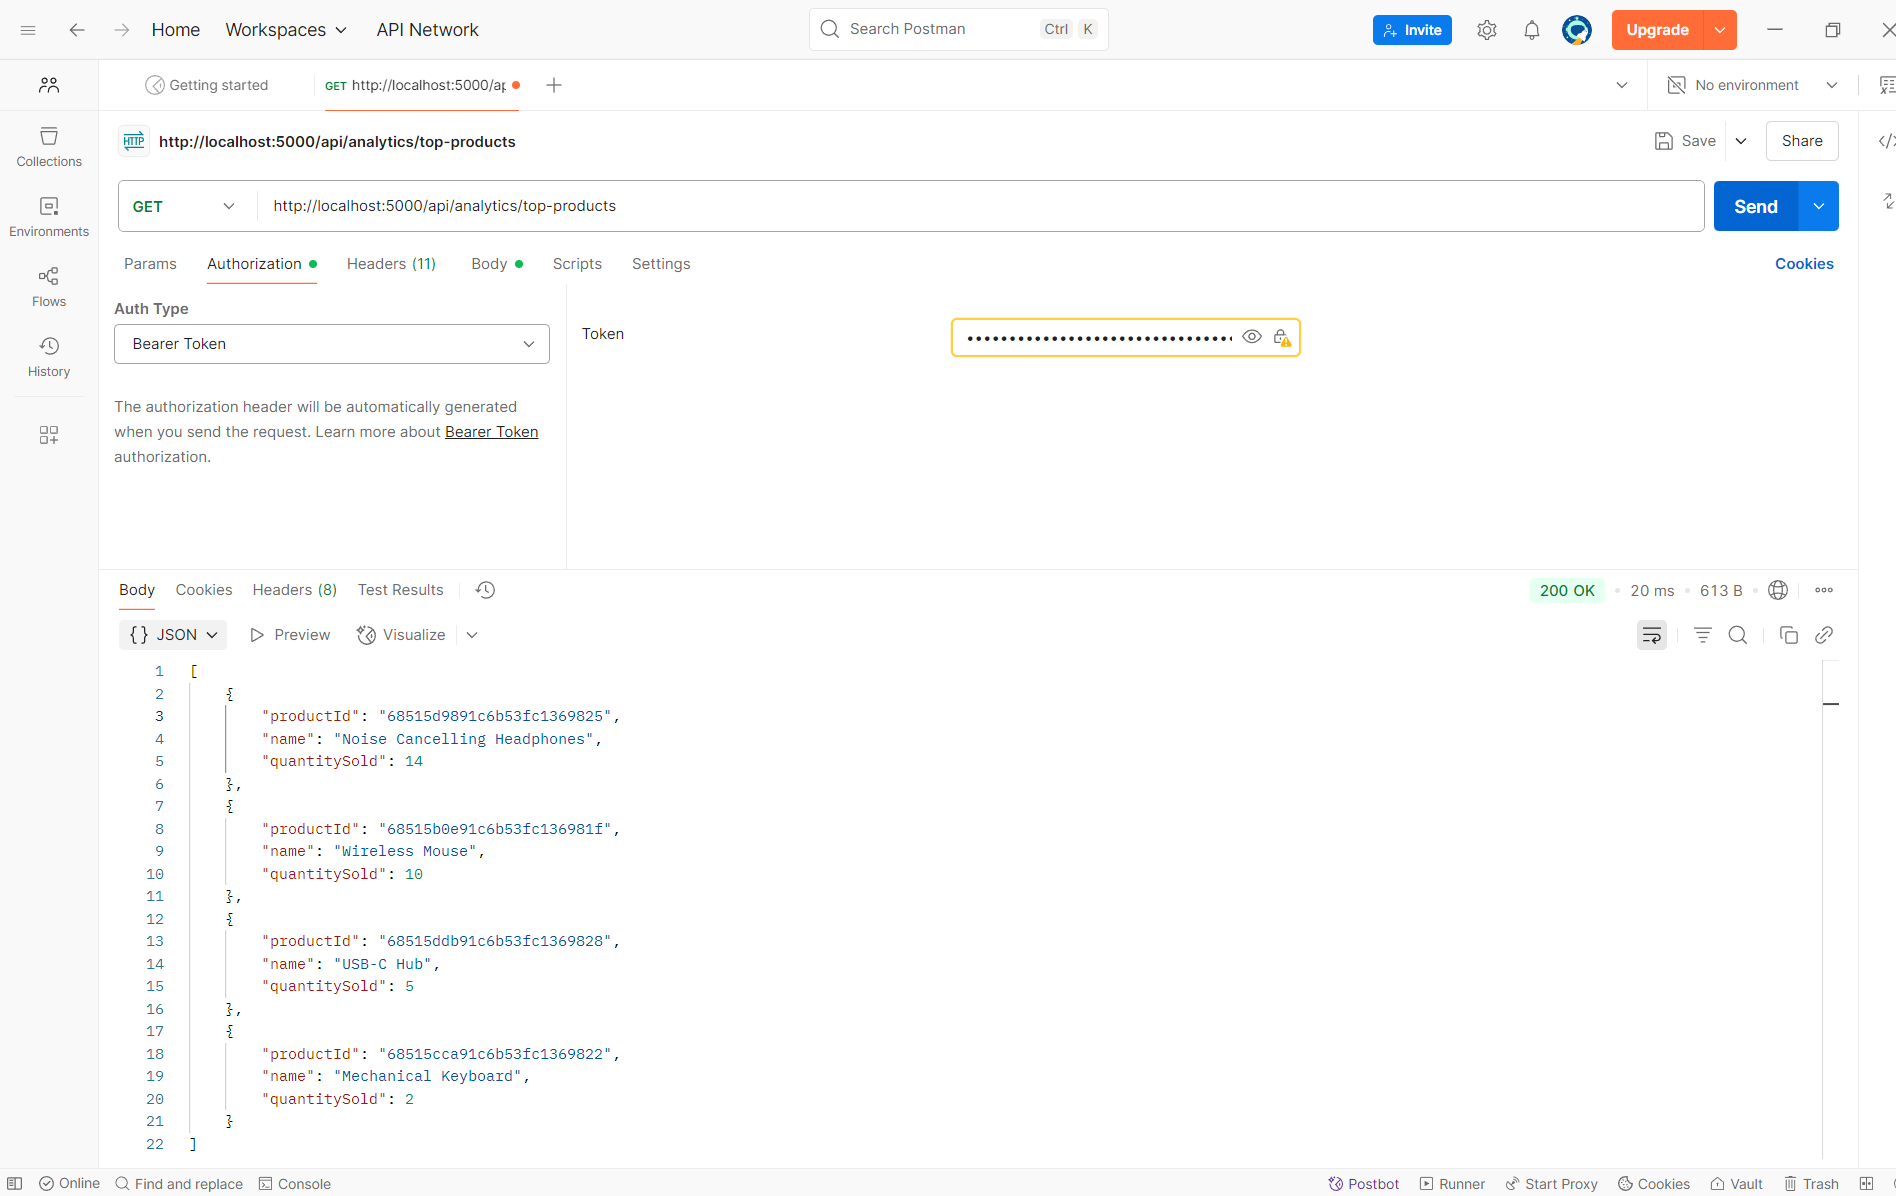 Home Workspaces API Network Search Postman Ctrl K Invite Upgrade
Getting started GET http://localhost:5000/ap No environment
HTTP http://localhost:5000/api/analytics/top-products Save Share
GET http://localhost:5000/api/analytics/top-products Send
Params Authorization Headers (11) Body Scripts Settings Cookies
Collections
Environments
Flows
History
Auth Type
Bearer Token
Token
The authorization header will be automatically generated
when you send the request. Learn more about Bearer Token
authorization.
Body Cookies Headers (8) Test Results 200 OK • 20 ms • 613 B
{} JSON Preview Visualize
1 [
2 {
3 "productId": "68515d9891c6b53fc1369825",
4 "name": "Noise Cancelling Headphones",
5 "quantitySold": 14
6 },
7 {
8 "productId": "68515b0e91c6b53fc136981f",
9 "name": "Wireless Mouse",
10 "quantitySold": 10
11 },
12 {
13 "productId": "68515ddb91c6b53fc1369828",
14 "name": "USB-C Hub",
15 "quantitySold": 5
16 },
17 {
18 "productId": "68515cca91c6b53fc1369822",
19 "name": "Mechanical Keyboard",
20 "quantitySold": 2
21 }
22 ]
Online Find and replace Console Postbot Runner Start Proxy Cookies Vault Trash